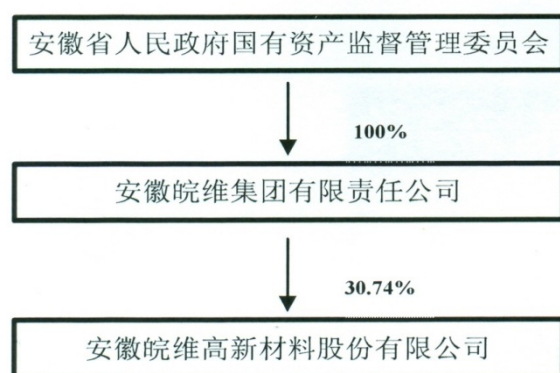 安徽省人民政府国有资产监督管理委员会
100%
安徽皖维集团有限责任公司
30.74%
安徽皖维高新材料股份有限公司